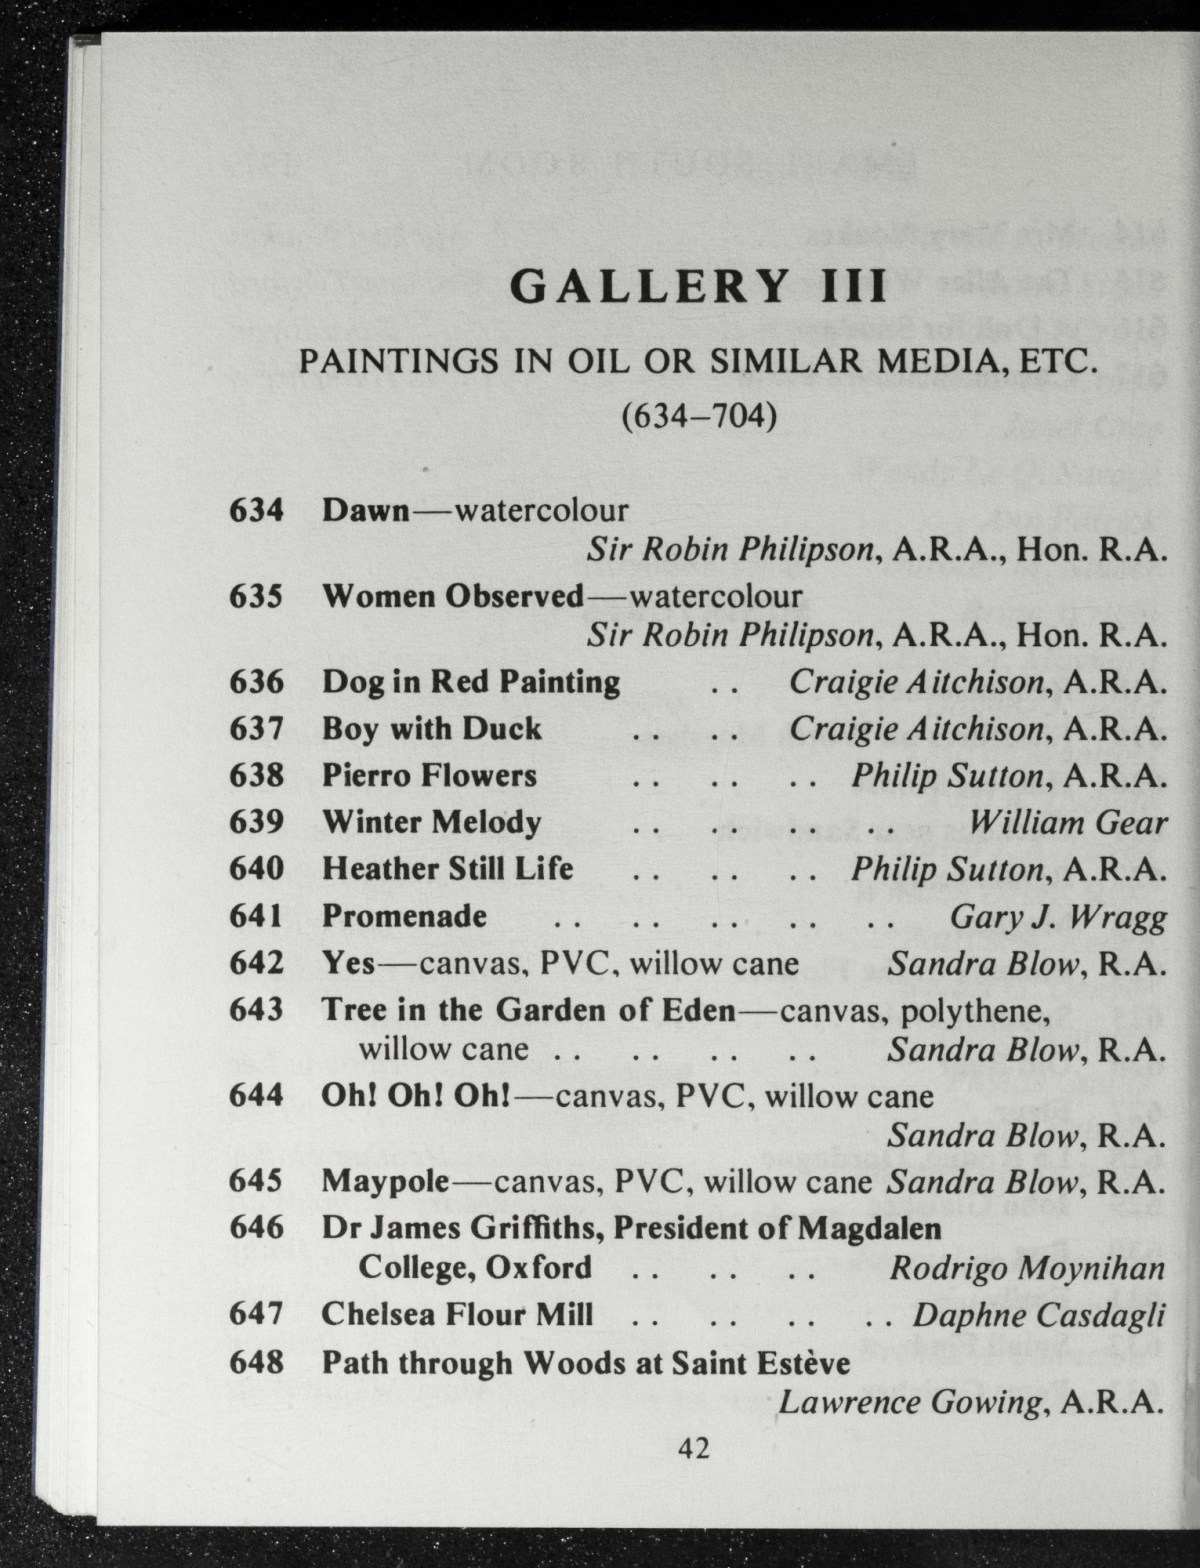 GALLERY III
PAINTINGS IN OIL OR SIMILAR MEDIA, ETC.
(634–704)
634 Dawn—watercolour
Sir Robin Philipson, A.R.A., Hon. R.A.
635 Women Observed—watercolour
Sir Robin Philipson, A.R.A., Hon. R.A.
636 Dog in Red Painting . . Craigie Aitchison, A.R.A.
637 Boy with Duck . . . . Craigie Aitchison, A.R.A.
638 Pierro Flowers . . . . . . Philip Sutton, A.R.A.
639 Winter Melody . . . . . . . . William Gear
640 Heather Still Life . . . . . . Philip Sutton, A.R.A.
641 Promenade . . . . . . . . . . Gary J. Wragg
642 Yes—canvas, PVC, willow cane Sandra Blow, R.A.
643 Tree in the Garden of Eden—canvas, polythene,
willow cane . . . . . . . . Sandra Blow, R.A.
644 Oh! Oh! Oh!—canvas, PVC, willow cane
Sandra Blow, R.A.
645 Maypole—canvas, PVC, willow cane Sandra Blow, R.A.
646 Dr James Griffiths, President of Magdalen
College, Oxford . . . . . . Rodrigo Moynihan
647 Chelsea Flour Mill . . . . . . . . Daphne Casdagli
648 Path through Woods at Saint Estève
Lawrence Gowing, A.R.A.
42